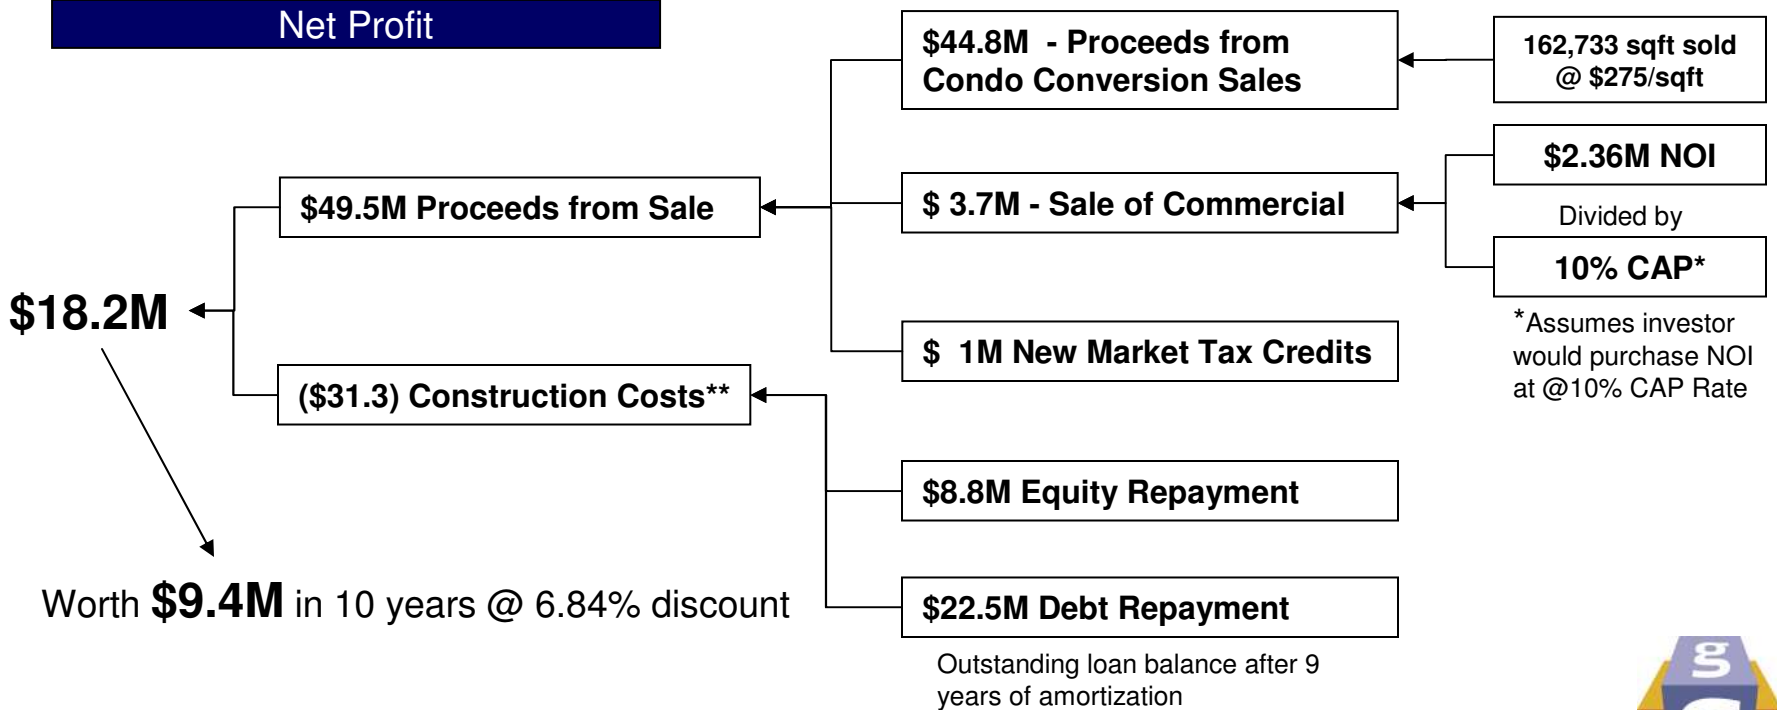 Net Profit
$44.8M - Proceeds from
Condo Conversion Sales
162,733 sqft sold
@ $275/sqft
$2.36M NOI
$49.5M Proceeds from Sale
$ 3.7M - Sale of Commercial
Divided by
10% CAP*
$18.2M
*Assumes investor
would purchase NOI
at @10% CAP Rate
$ 1M New Market Tax Credits
($31.3) Construction Costs**
$8.8M Equity Repayment
Worth $9.4M in 10 years @ 6.84% discount
$22.5M Debt Repayment
Outstanding loan balance after 9
years of amortization
g